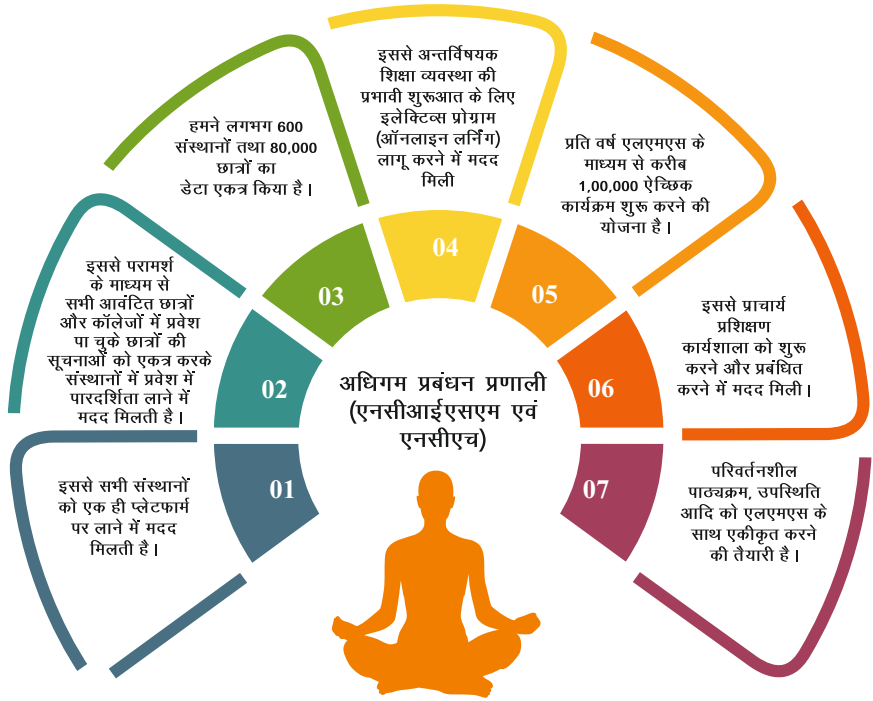 अधिगम प्रबंधन प्रणाली
(एनसीआईएसएम एवं
एनसीएच)
01
इससे सभी संस्थानों
को एक ही प्लेटफार्म
पर लाने में मदद
मिलती है।
02
इससे परामर्श
के माध्यम से
सभी आवंटित छात्रों
और कॉलेजों में प्रवेश
पा चुके छात्रों की
सूचनाओं को एकत्र करके
संस्थानों में प्रवेश में
पारदर्शिता लाने में
मदद मिलती है।
03
हमने लगभग 600
संस्थानों तथा 80,000
छात्रों का
डेटा एकत्र किया है।
04
इससे अन्तर्विषयक
शिक्षा व्यवस्था की
प्रभावी शुरूआत के लिए
इलेक्टिव्स प्रोग्राम
(ऑनलाइन लर्निंग)
लागू करने में मदद
मिली
05
प्रति वर्ष एलएमएस के
माध्यम से करीब
1,00,000 ऐच्छिक
कार्यक्रम शुरू करने की
योजना है।
06
इससे प्राचार्य
प्रशिक्षण
कार्यशाला को शुरू
करने और प्रबंधित
करने में मदद मिली।
07
परिवर्तनशील
पाठ्यक्रम, उपस्थिति
आदि को एलएमएस के
साथ एकीकृत करने
की तैयारी है।